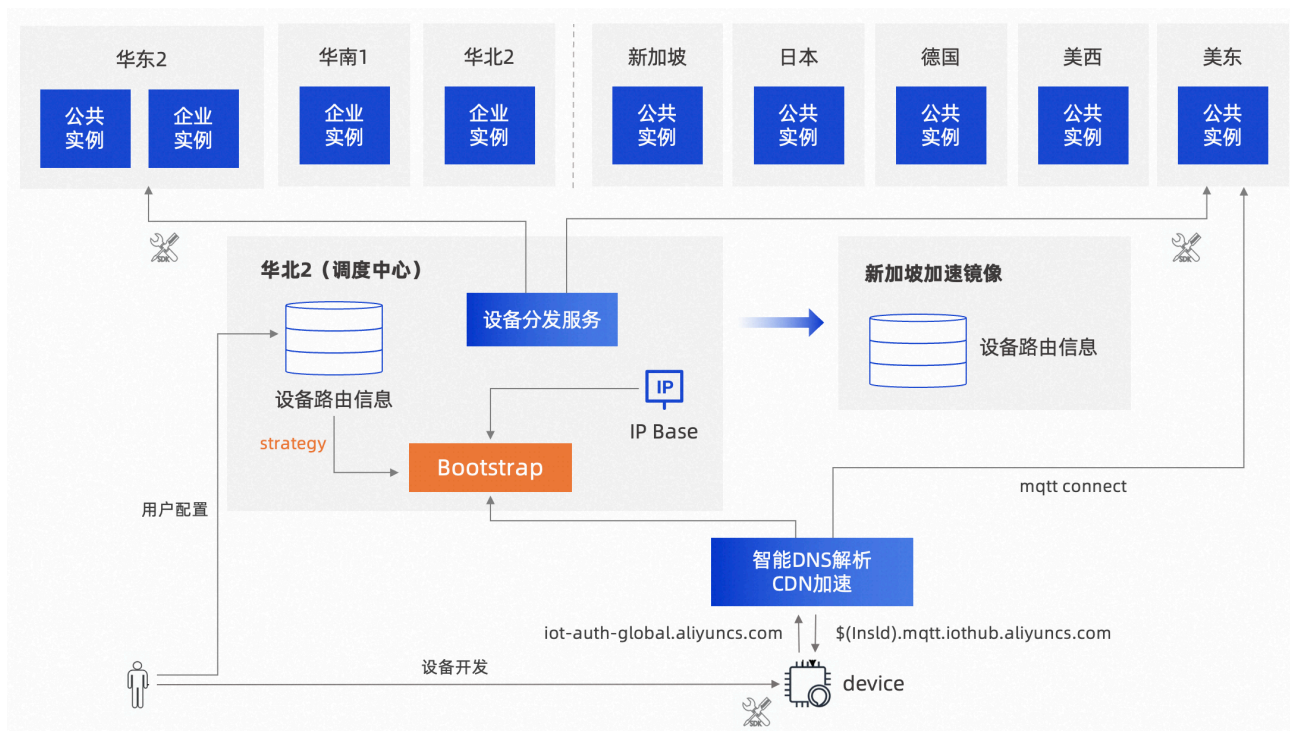 华东2
华南1
华北2
新加坡
日本
德国
美西
美东
公共
实例
企业
实例
企业
实例
企业
实例
公共
实例
公共
实例
公共
实例
公共
实例
公共
实例
SDK
SDK
华北2（调度中心）
设备分发服务
新加坡加速镜像
设备路由信息
设备路由信息
IP
IP Base
strategy
Bootstrap
用户配置
mqtt connect
智能DNS解析
CDN加速
iot-auth-global.aliyuncs.com
$(Insld).mqtt.iothub.aliyuncs.com
设备开发
device
SDK